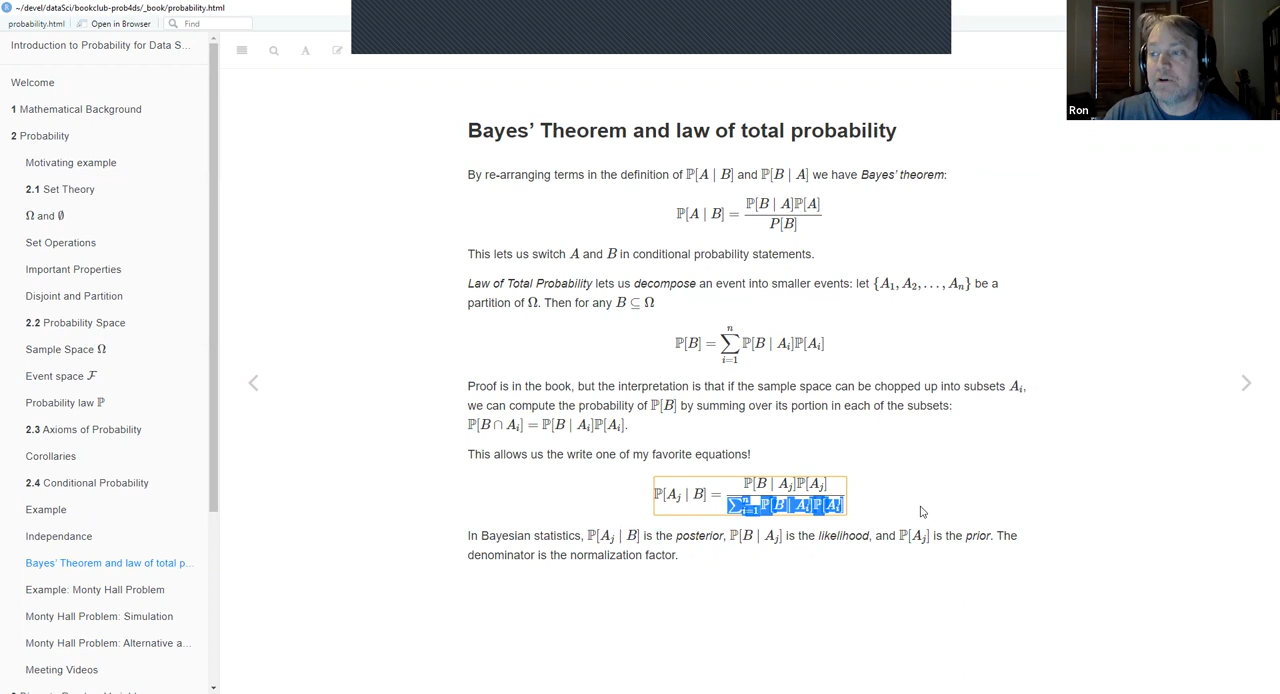 ~/devel/dataSci/bookclub-prob4ds/_book/probability.html
probability.html
Open in Browser
Find
Introduction to Probability for Data S...
Welcome
1 Mathematical Background
2 Probability
Motivating example
2.1 Set Theory
Ω and ∅
Set Operations
Important Properties
Disjoint and Partition
2.2 Probability Space
Sample Space Ω
Event space ℱ
Probability law ℙ
2.3 Axioms of Probability
Corollaries
2.4 Conditional Probability
Example
Independence
Bayes' Theorem and law of total p...
Example: Monty Hall Problem
Monty Hall Problem: Simulation
Monty Hall Problem: Alternative a...
Meeting Videos
A
Bayes' Theorem and law of total probability
By re-arranging terms in the definition of ℙ[A | B] and ℙ[B | A] we have Bayes' theorem:
ℙ[A | B] = ℙ[B | A]ℙ[A] / P[B]
This lets us switch A and B in conditional probability statements.
Law of Total Probability lets us decompose an event into smaller events: let {A₁, A₂, . . . , Aₙ} be a
partition of Ω. Then for any B ⊆ Ω
ℙ[B] = ∑ᵢ₌₁ⁿ ℙ[B | Aᵢ]ℙ[Aᵢ]
Proof is in the book, but the interpretation is that if the sample space can be chopped up into subsets Aᵢ,
we can compute the probability of ℙ[B] by summing over its portion in each of the subsets:
ℙ[B ∩ Aᵢ] = ℙ[B | Aᵢ]ℙ[Aᵢ].
This allows us the write one of my favorite equations!
ℙ[Aⱼ | B] = ℙ[B | Aⱼ]ℙ[Aⱼ] / ∑ᵢ₌₁ⁿ ℙ[B | Aᵢ]ℙ[Aᵢ]
In Bayesian statistics, ℙ[Aⱼ | B] is the posterior, ℙ[B | Aⱼ] is the likelihood, and ℙ[Aⱼ] is the prior. The
denominator is the normalization factor.
Ron